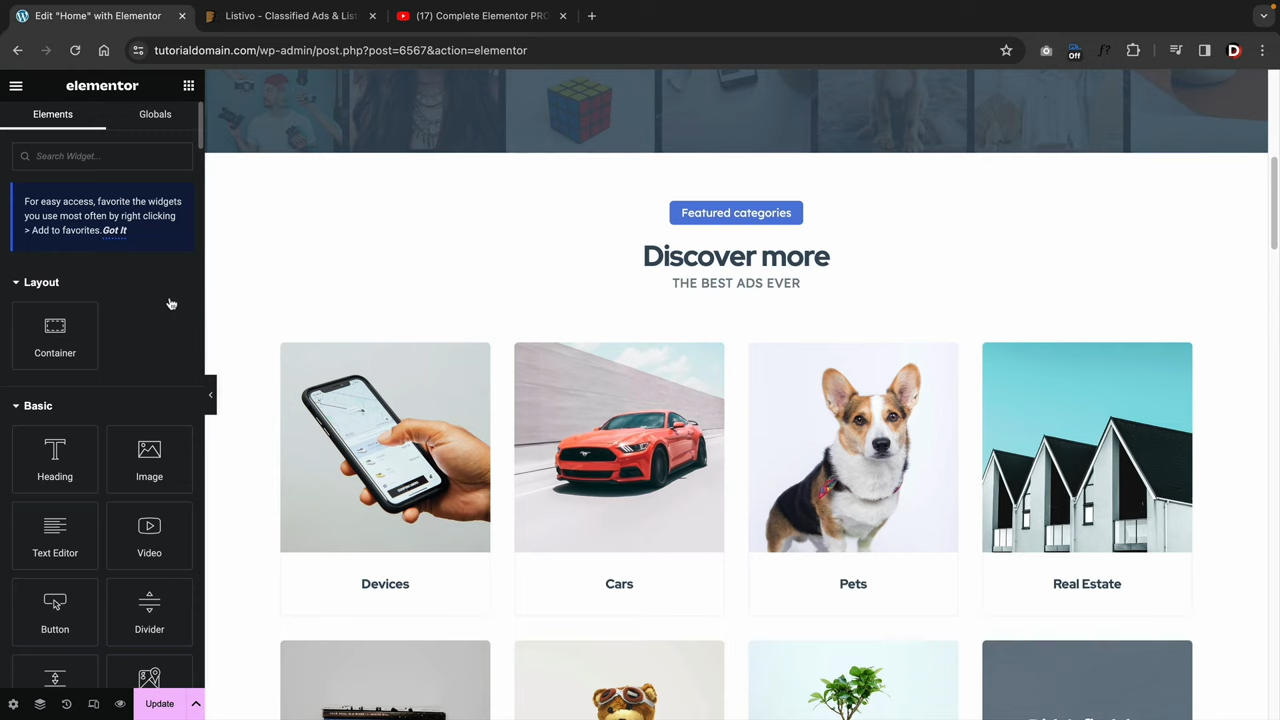 Edit "Home" with Elementor
Listivo - Classified Ads & List
(17) Complete Elementor PRO
tutorialdomain.com/wp-admin/post.php?post=6567&action=elementor
Off
f?
D
elementor
Elements
Globals
Search Widget...
For easy access, favorite the widgets
you use most often by right clicking
> Add to favorites.Got It
Layout
Container
Basic
Heading
Image
Text Editor
Video
Button
Divider
Update
Featured categories
Discover more
THE BEST ADS EVER
Devices
Cars
Pets
Real Estate